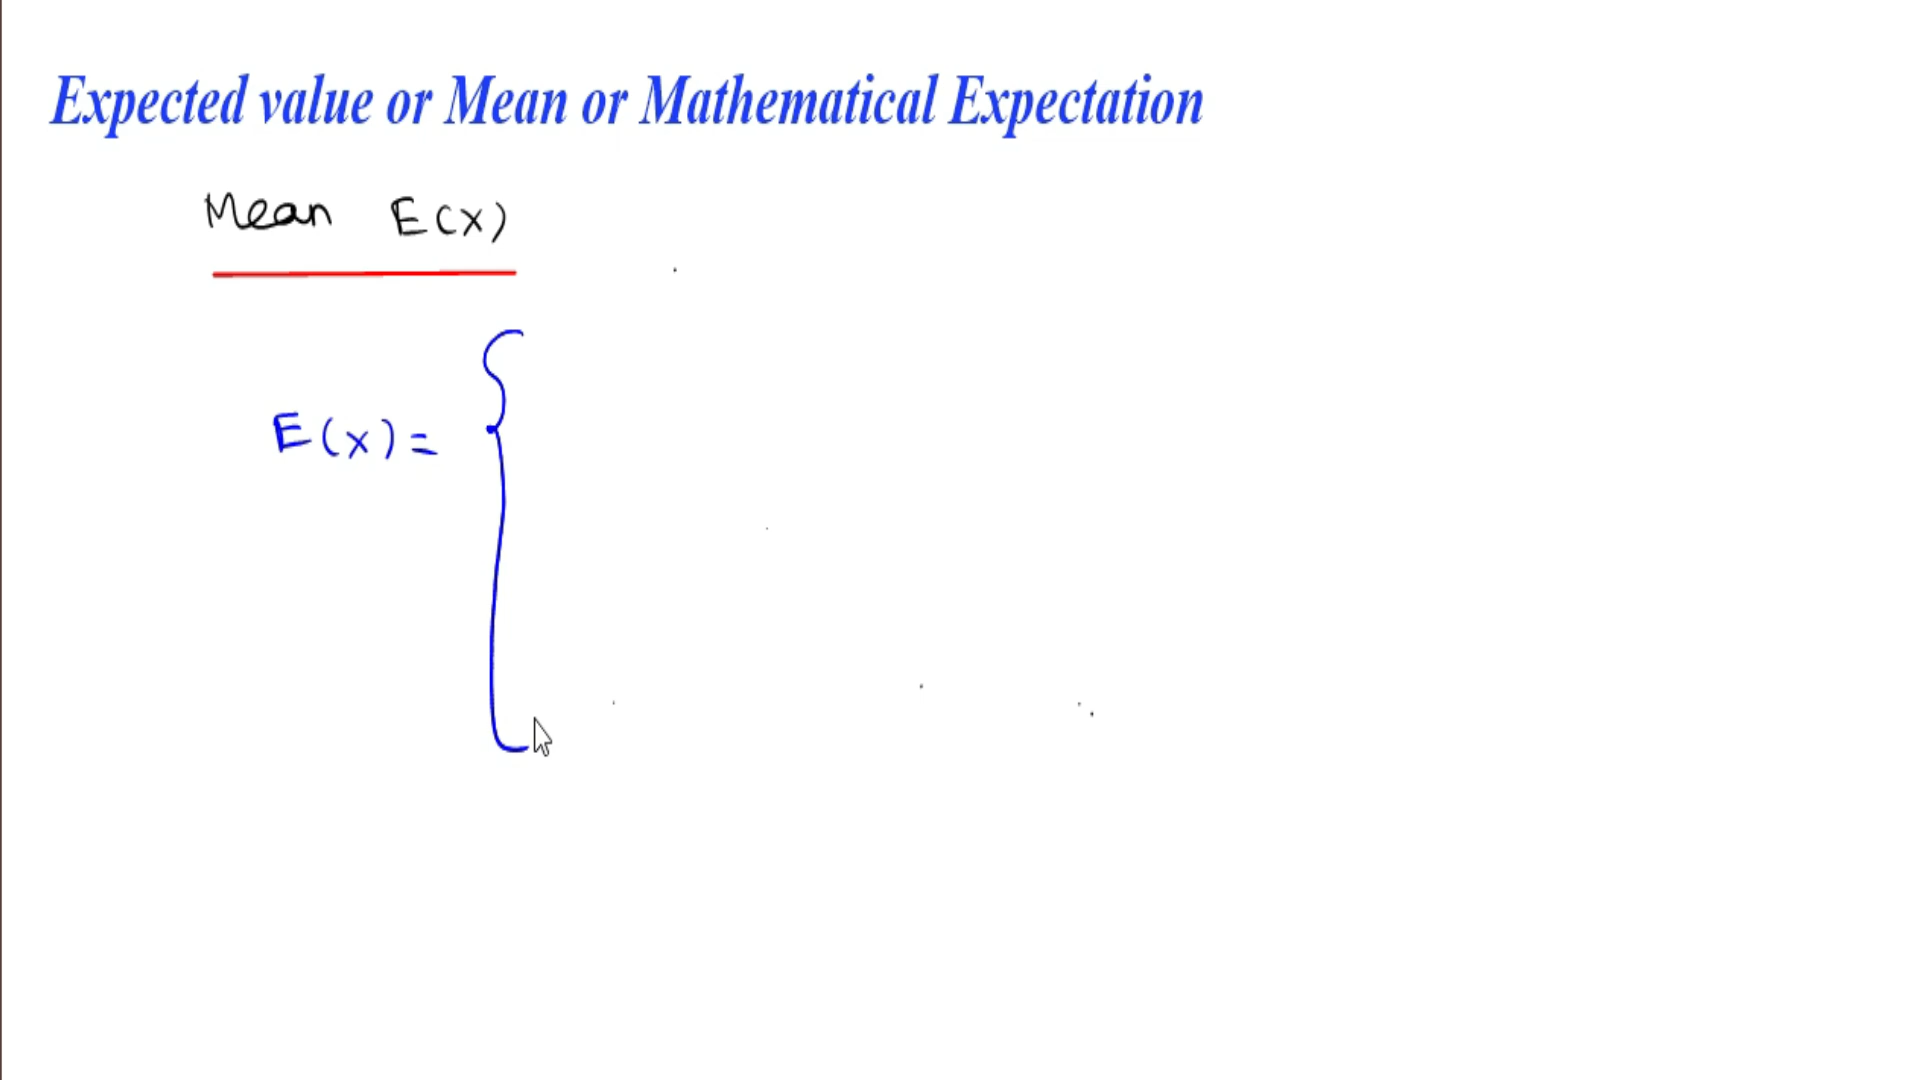 Expected value or Mean or Mathematical Expectation
Mean E(X)
E(X)= {